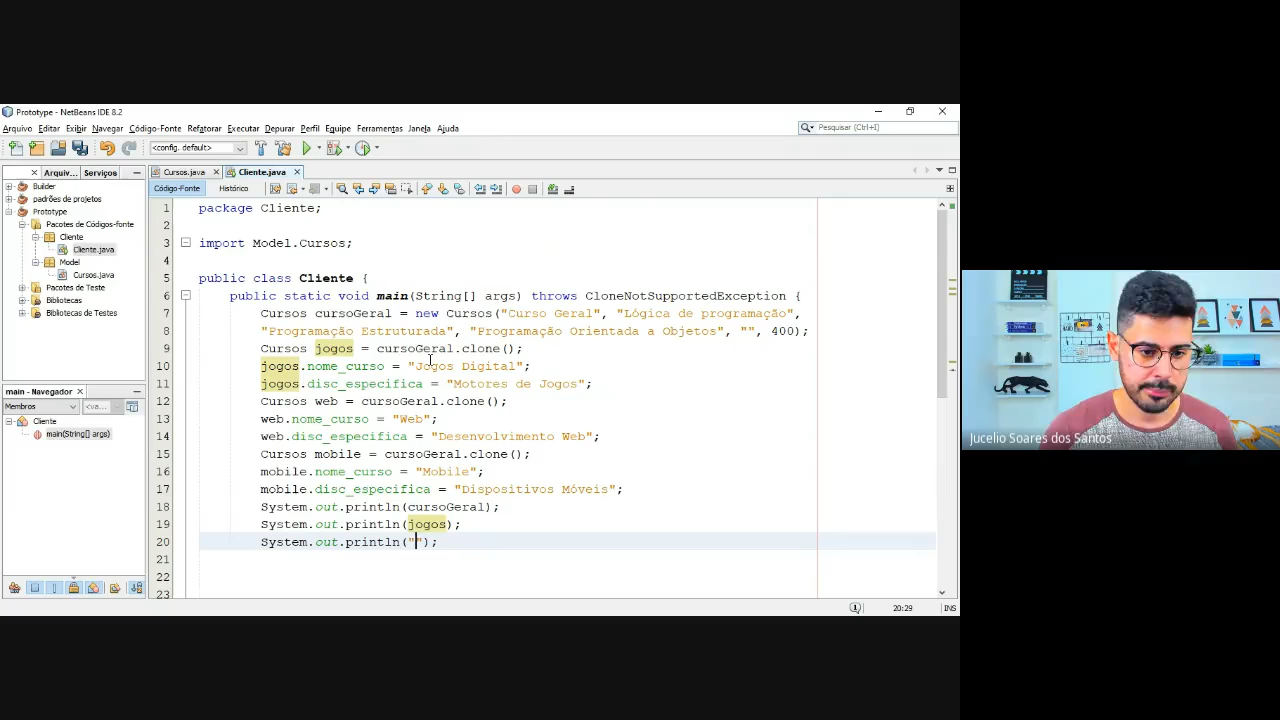 Prototype - NetBeans IDE 8.2
Arquivo Editar Exibir Navegar Código-Fonte Refatorar Executar Depurar Perfil Equipe Ferramentas Janela Ajuda
Pesquisar (Ctrl+I)
<config. default>
Arquiv... Serviços
Cursos.java Cliente.java
Código-Fonte Histórico
Builder
padrões de projetos
Prototype
Pacotes de Códigos-fonte
Cliente
Cliente.java
Model
Cursos.java
Pacotes de Teste
Bibliotecas
Bibliotecas de Testes
main - Navegador
Membros <va...
Cliente
main(String[] args)
1 package Cliente;
2
3 import Model.Cursos;
4
5 public class Cliente {
6 public static void main(String[] args) throws CloneNotSupportedException {
7 Cursos cursoGeral = new Cursos("Curso Geral", "Lógica de programação",
8 "Programação Estruturada", "Programação Orientada a Objetos", "", 400);
9 Cursos jogos = cursoGeral.clone();
10 jogos.nome_curso = "Jogos Digital";
11 jogos.disc_especifica = "Motores de Jogos";
12 Cursos web = cursoGeral.clone();
13 web.nome_curso = "Web";
14 web.disc_especifica = "Desenvolvimento Web";
15 Cursos mobile = cursoGeral.clone();
16 mobile.nome_curso = "Mobile";
17 mobile.disc_especifica = "Dispositivos Móveis";
18 System.out.println(cursoGeral);
19 System.out.println(jogos);
20 System.out.println("");
21
22
23
20:29 INS
Jucelio Soares dos Santos